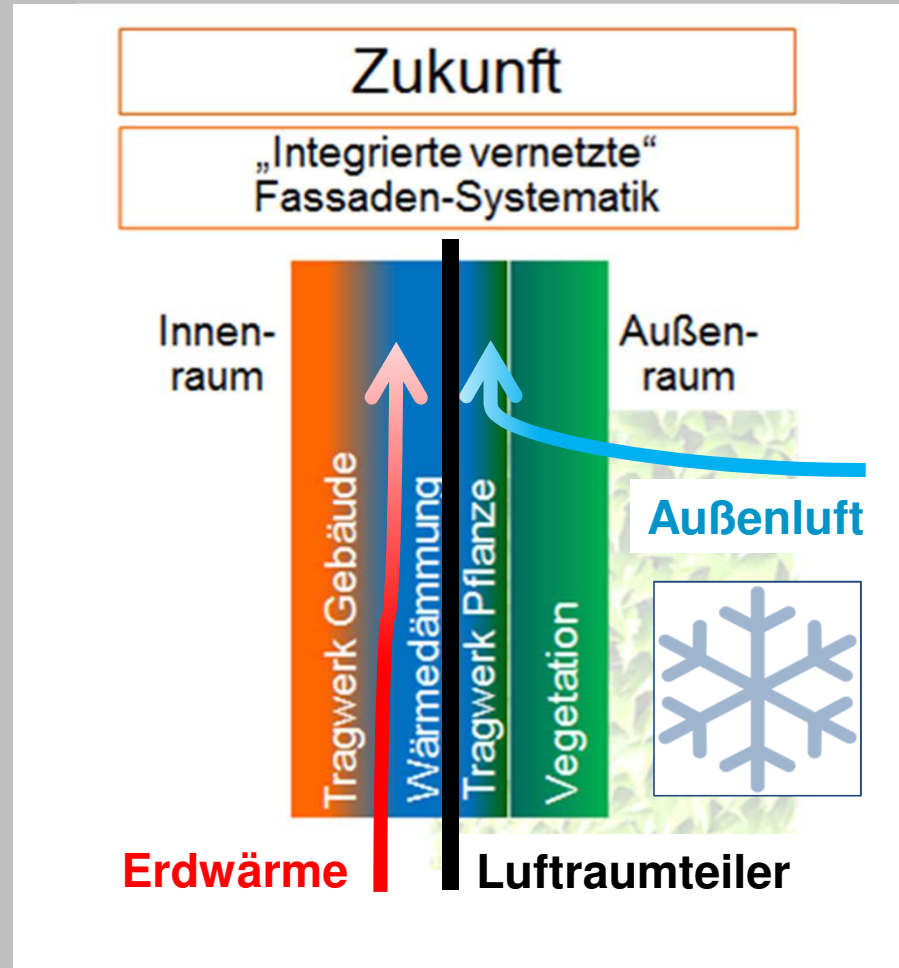 Zukunft
„Integrierte vernetzte“
Fassaden-Systematik
Innen-
raum
Außen-
raum
Tragwerk Gebäude
Wärmedämmung
Tragwerk Pflanze
Vegetation
Außenluft
Erdwärme
Luftraumteiler